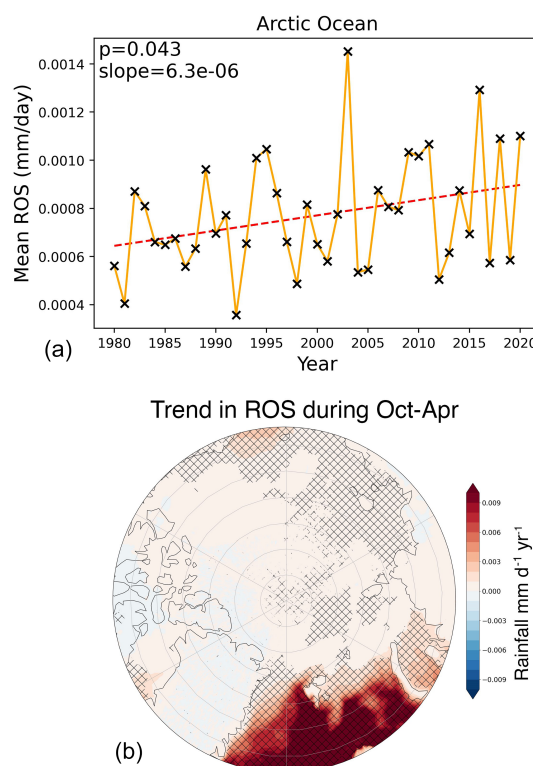 Arctic Ocean
p=0.043
slope=6.3e-06
Mean ROS (mm/day)
0.0014
0.0012
0.0010
0.0008
0.0006
0.0004
1980 1985 1990 1995 2000 2005 2010 2015 2020
Year
(a)
Trend in ROS during Oct-Apr
0.009
0.006
0.003
0.000
−0.003
−0.006
−0.009
Rainfall mm d⁻¹ yr⁻¹
(b)